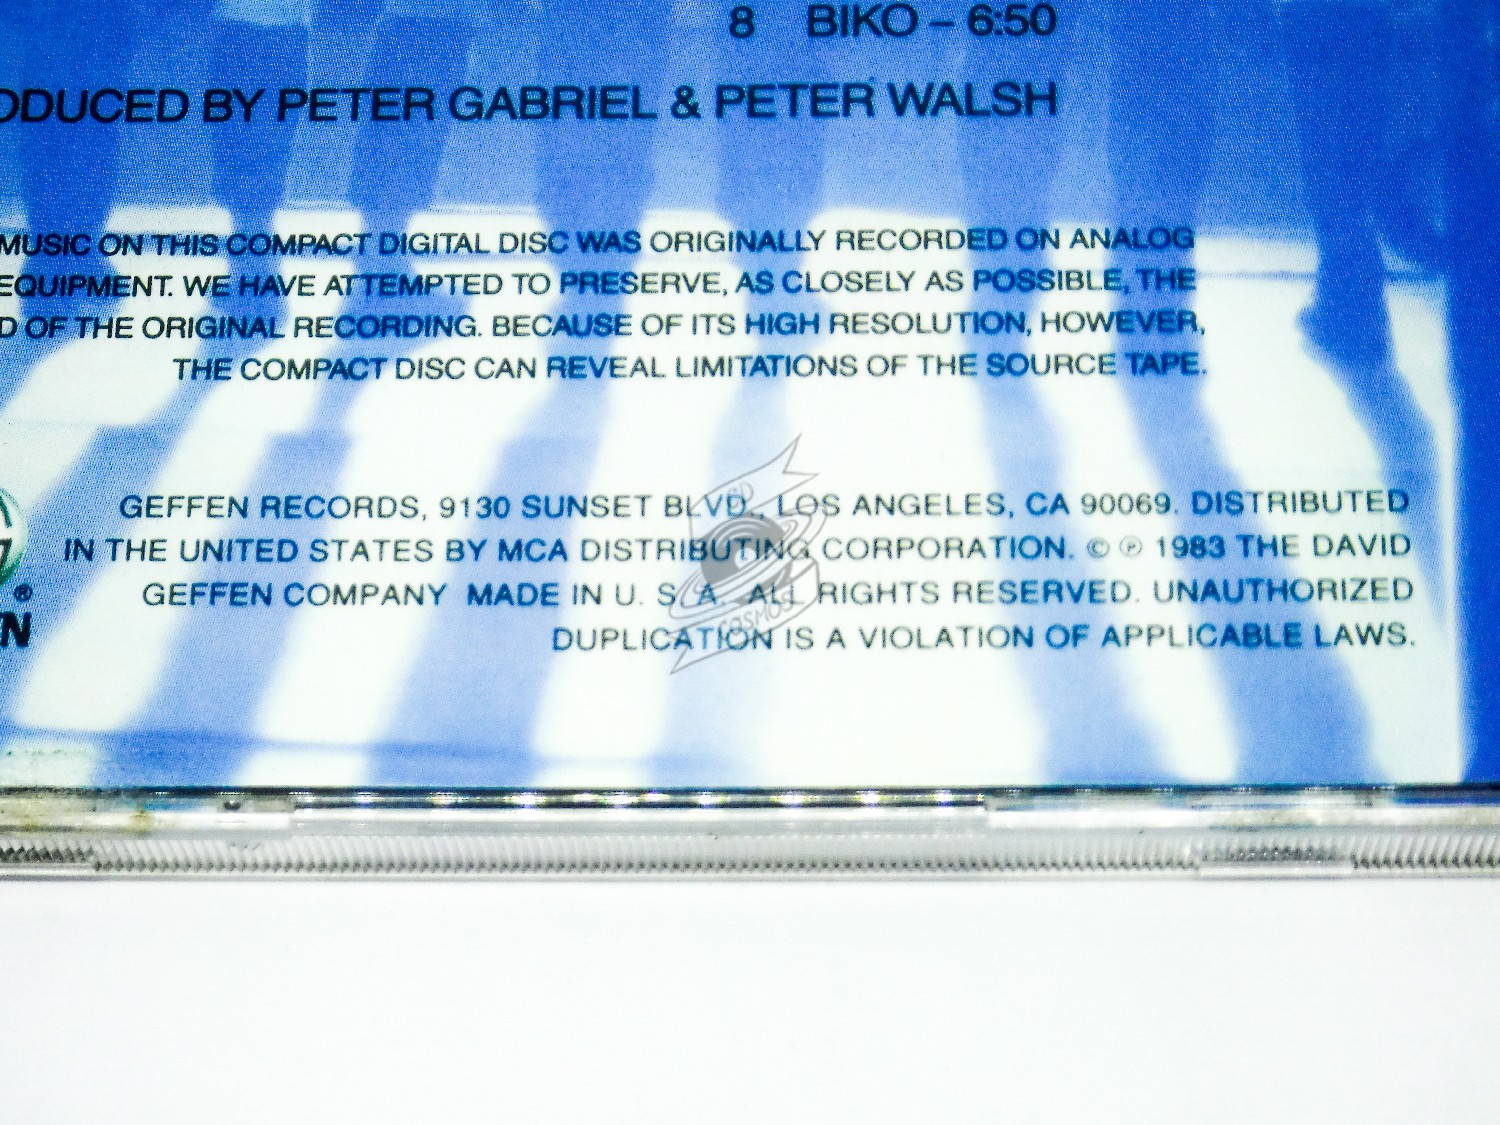 8 BIKO – 6:50
ODUCED BY PETER GABRIEL & PETER WALSH
MUSIC ON THIS COMPACT DIGITAL DISC WAS ORIGINALLY RECORDED ON ANALOG
EQUIPMENT. WE HAVE ATTEMPTED TO PRESERVE, AS CLOSELY AS POSSIBLE, THE
D OF THE ORIGINAL RECORDING. BECAUSE OF ITS HIGH RESOLUTION, HOWEVER,
THE COMPACT DISC CAN REVEAL LIMITATIONS OF THE SOURCE TAPE.
GEFFEN RECORDS, 9130 SUNSET BLVD., LOS ANGELES, CA 90069. DISTRIBUTED
IN THE UNITED STATES BY MCA DISTRIBUTING CORPORATION. © ℗ 1983 THE DAVID
GEFFEN COMPANY MADE IN U. S. A. ALL RIGHTS RESERVED. UNAUTHORIZED
DUPLICATION IS A VIOLATION OF APPLICABLE LAWS.
®
N
CD
COSMOS